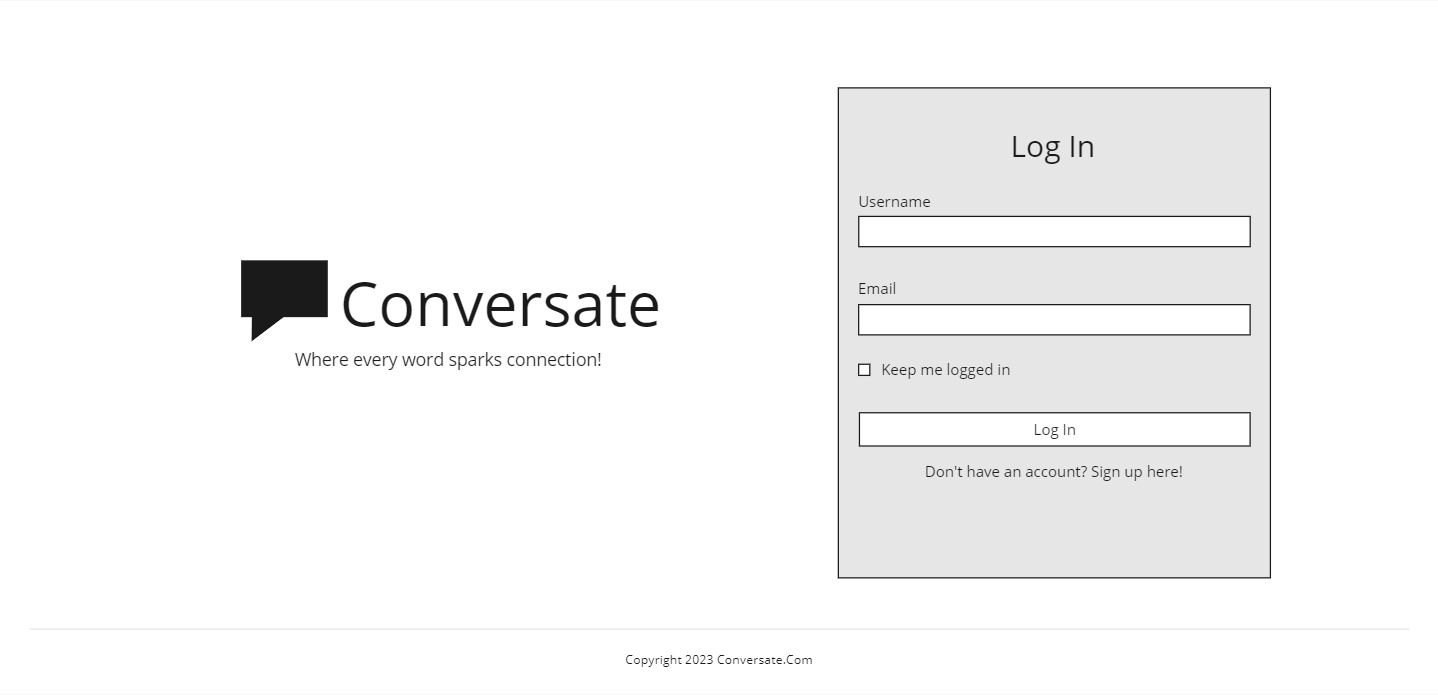 Conversate
Where every word sparks connection!
Log In
Username
Email
Keep me logged in
Log In
Don't have an account? Sign up here!
Copyright 2023 Conversate.Com